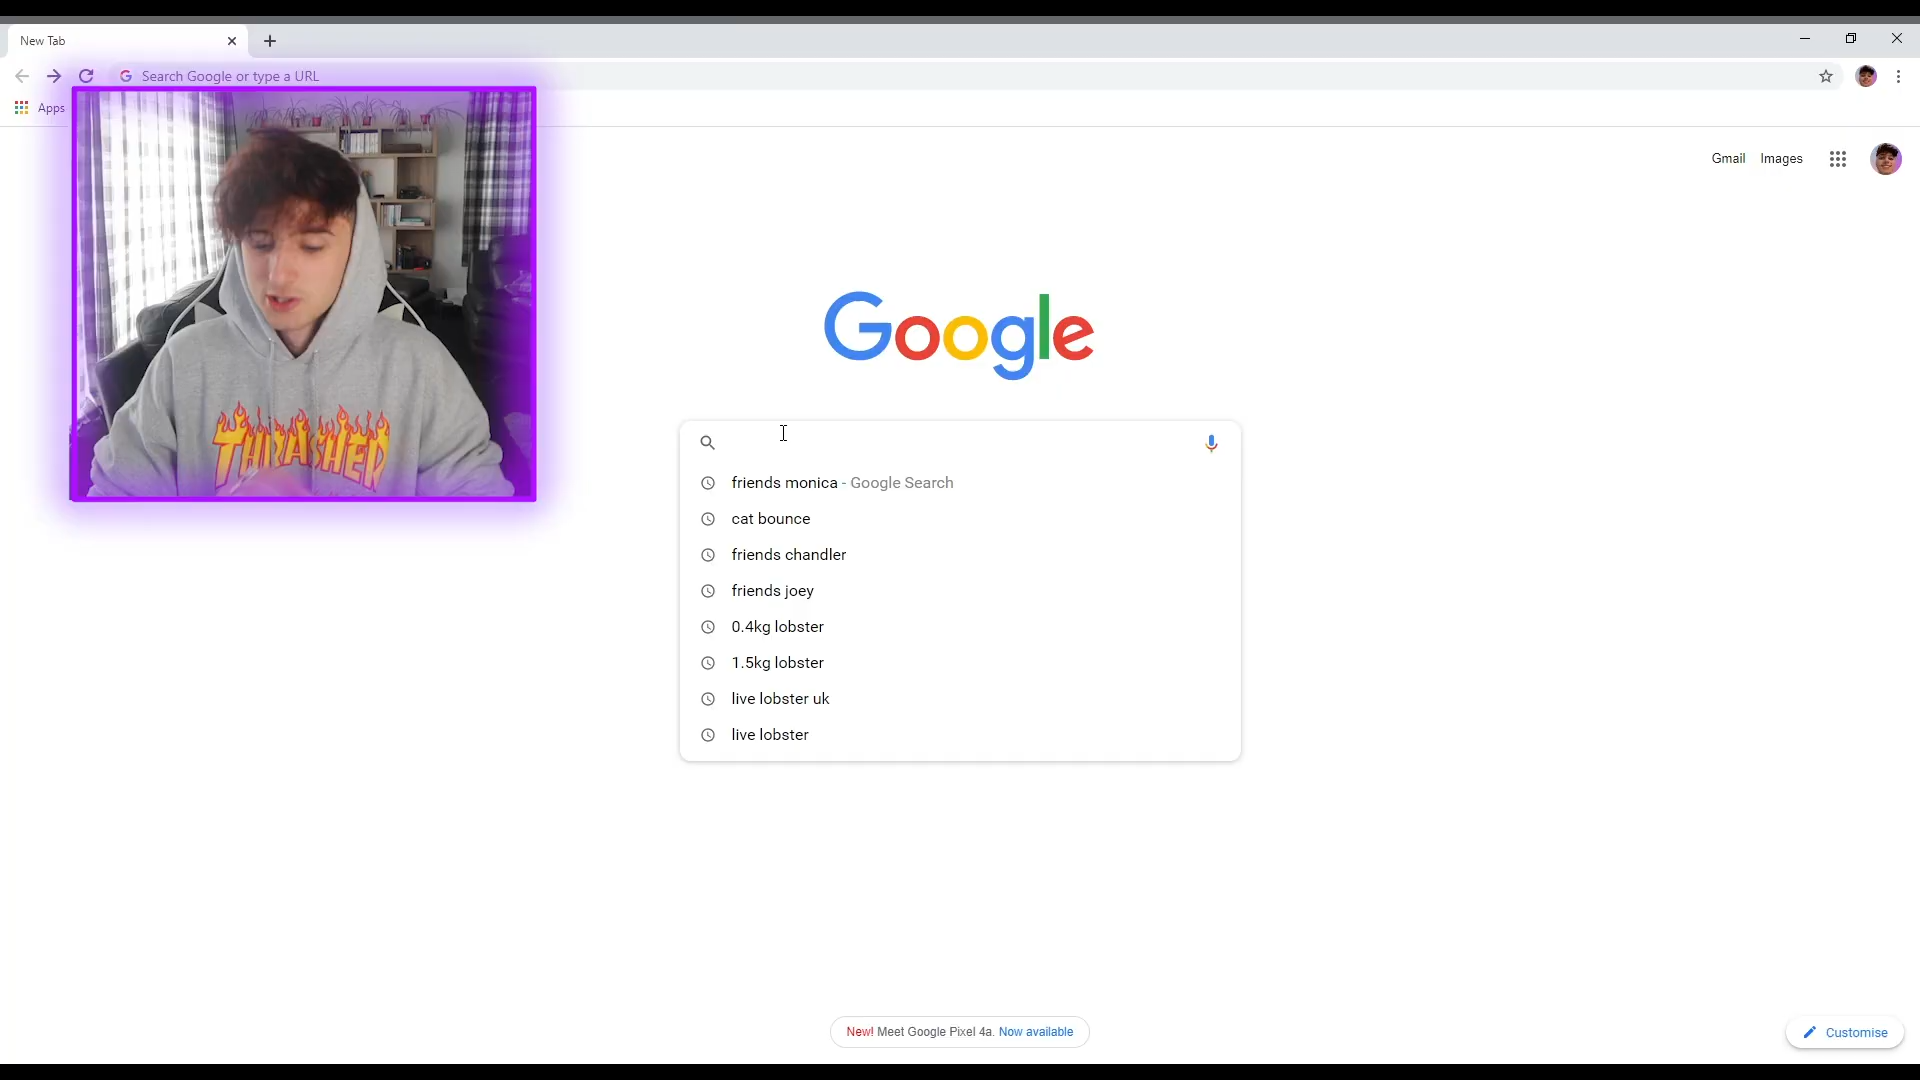 New Tab
Search Google or type a URL
Apps
Gmail Images
THRASHER
Google
friends monica - Google Search
cat bounce
friends chandler
friends joey
0.4kg lobster
1.5kg lobster
live lobster uk
live lobster
New! Meet Google Pixel 4a. Now available
Customise